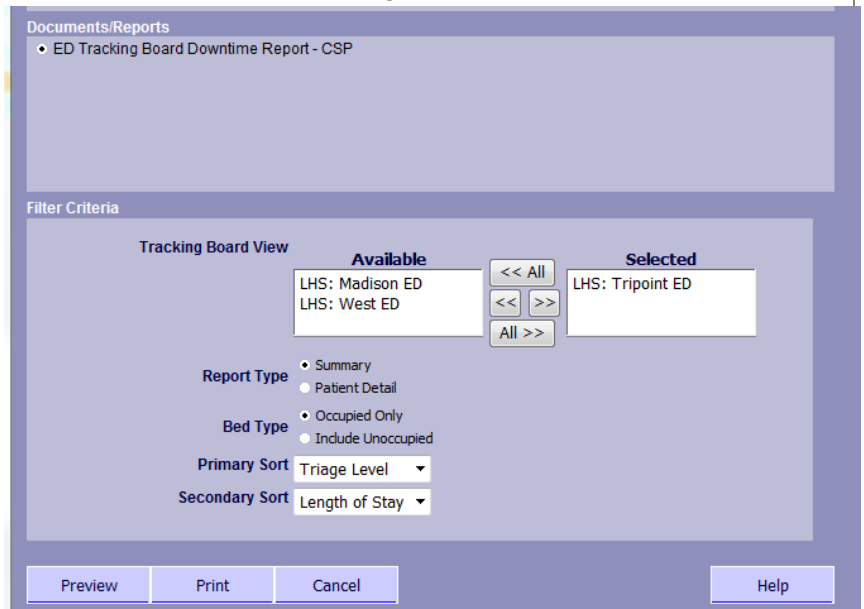 Documents/Reports
ED Tracking Board Downtime Report - CSP
Filter Criteria
Tracking Board View
Available
Selected
LHS: Madison ED
LHS: West ED
<< All
<< >>
All >>
LHS: Tripoint ED
Report Type
Summary
Patient Detail
Bed Type
Occupied Only
Include Unoccupied
Primary Sort Triage Level
Secondary Sort Length of Stay
Preview Print Cancel Help